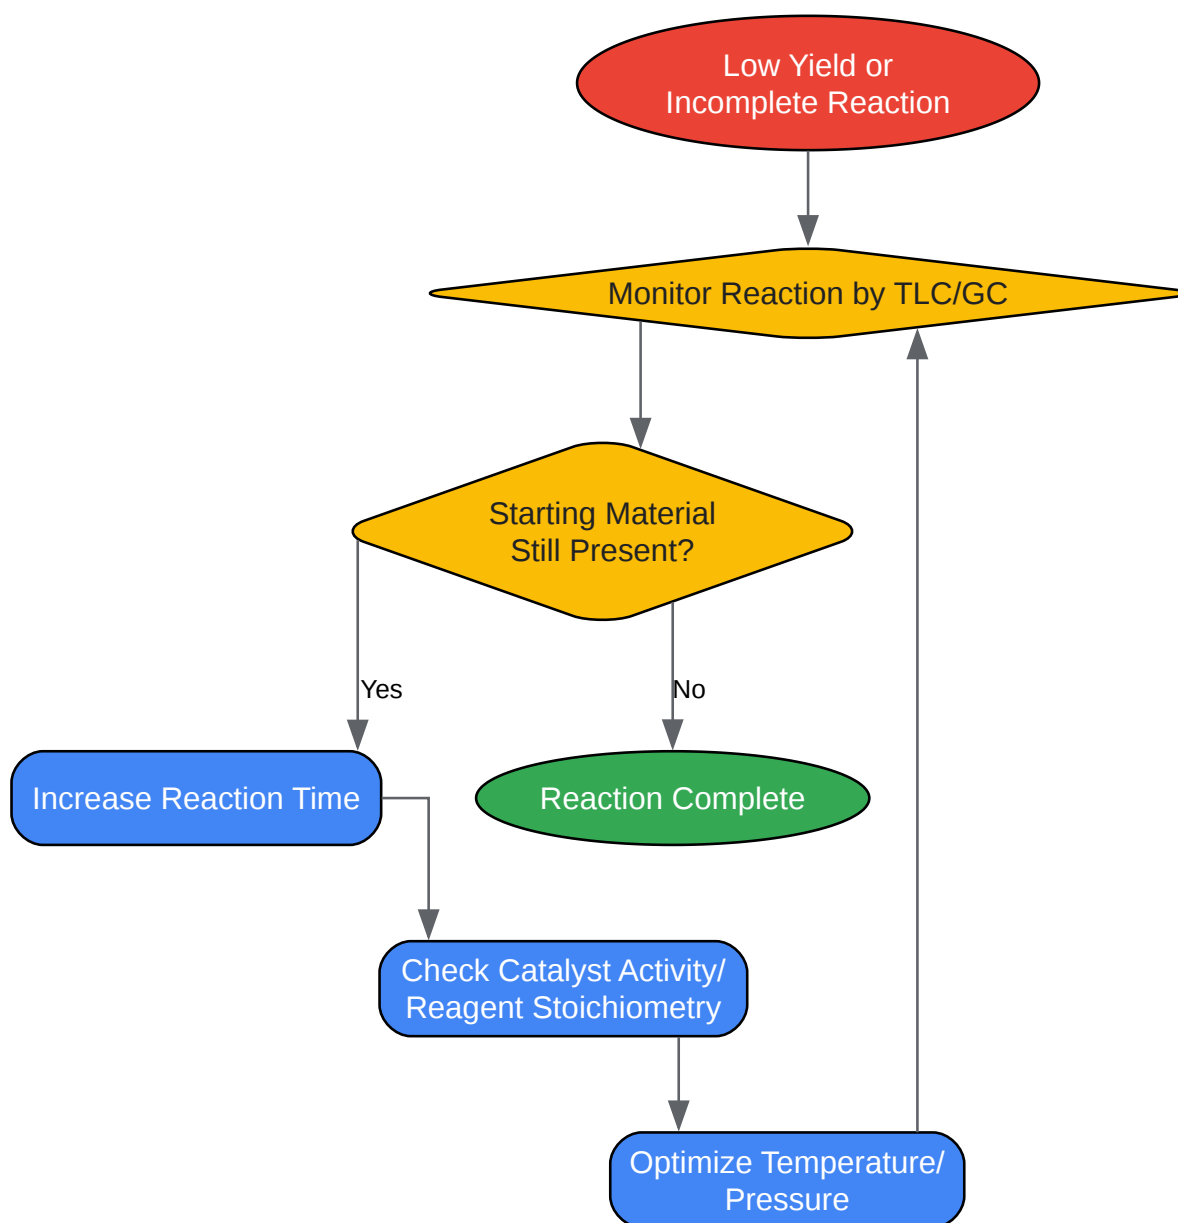 Low Yield or
Incomplete Reaction
Monitor Reaction by TLC/GC
Starting Material
Still Present?
Yes
No
Increase Reaction Time
Reaction Complete
Check Catalyst Activity/
Reagent Stoichiometry
Optimize Temperature/
Pressure